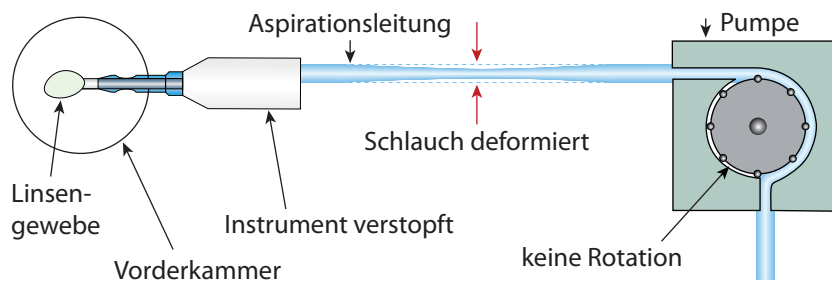 Aspirationsleitung
Pumpe
Schlauch deformiert
Linsen-
gewebe
Instrument verstopft
keine Rotation
Vorderkammer